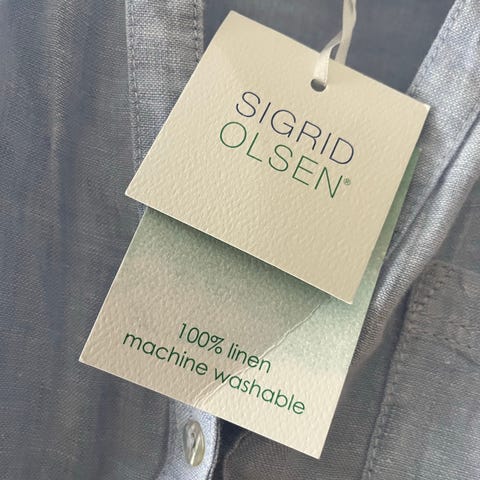 SIGRID
OLSEN®
100% linen
machine washable